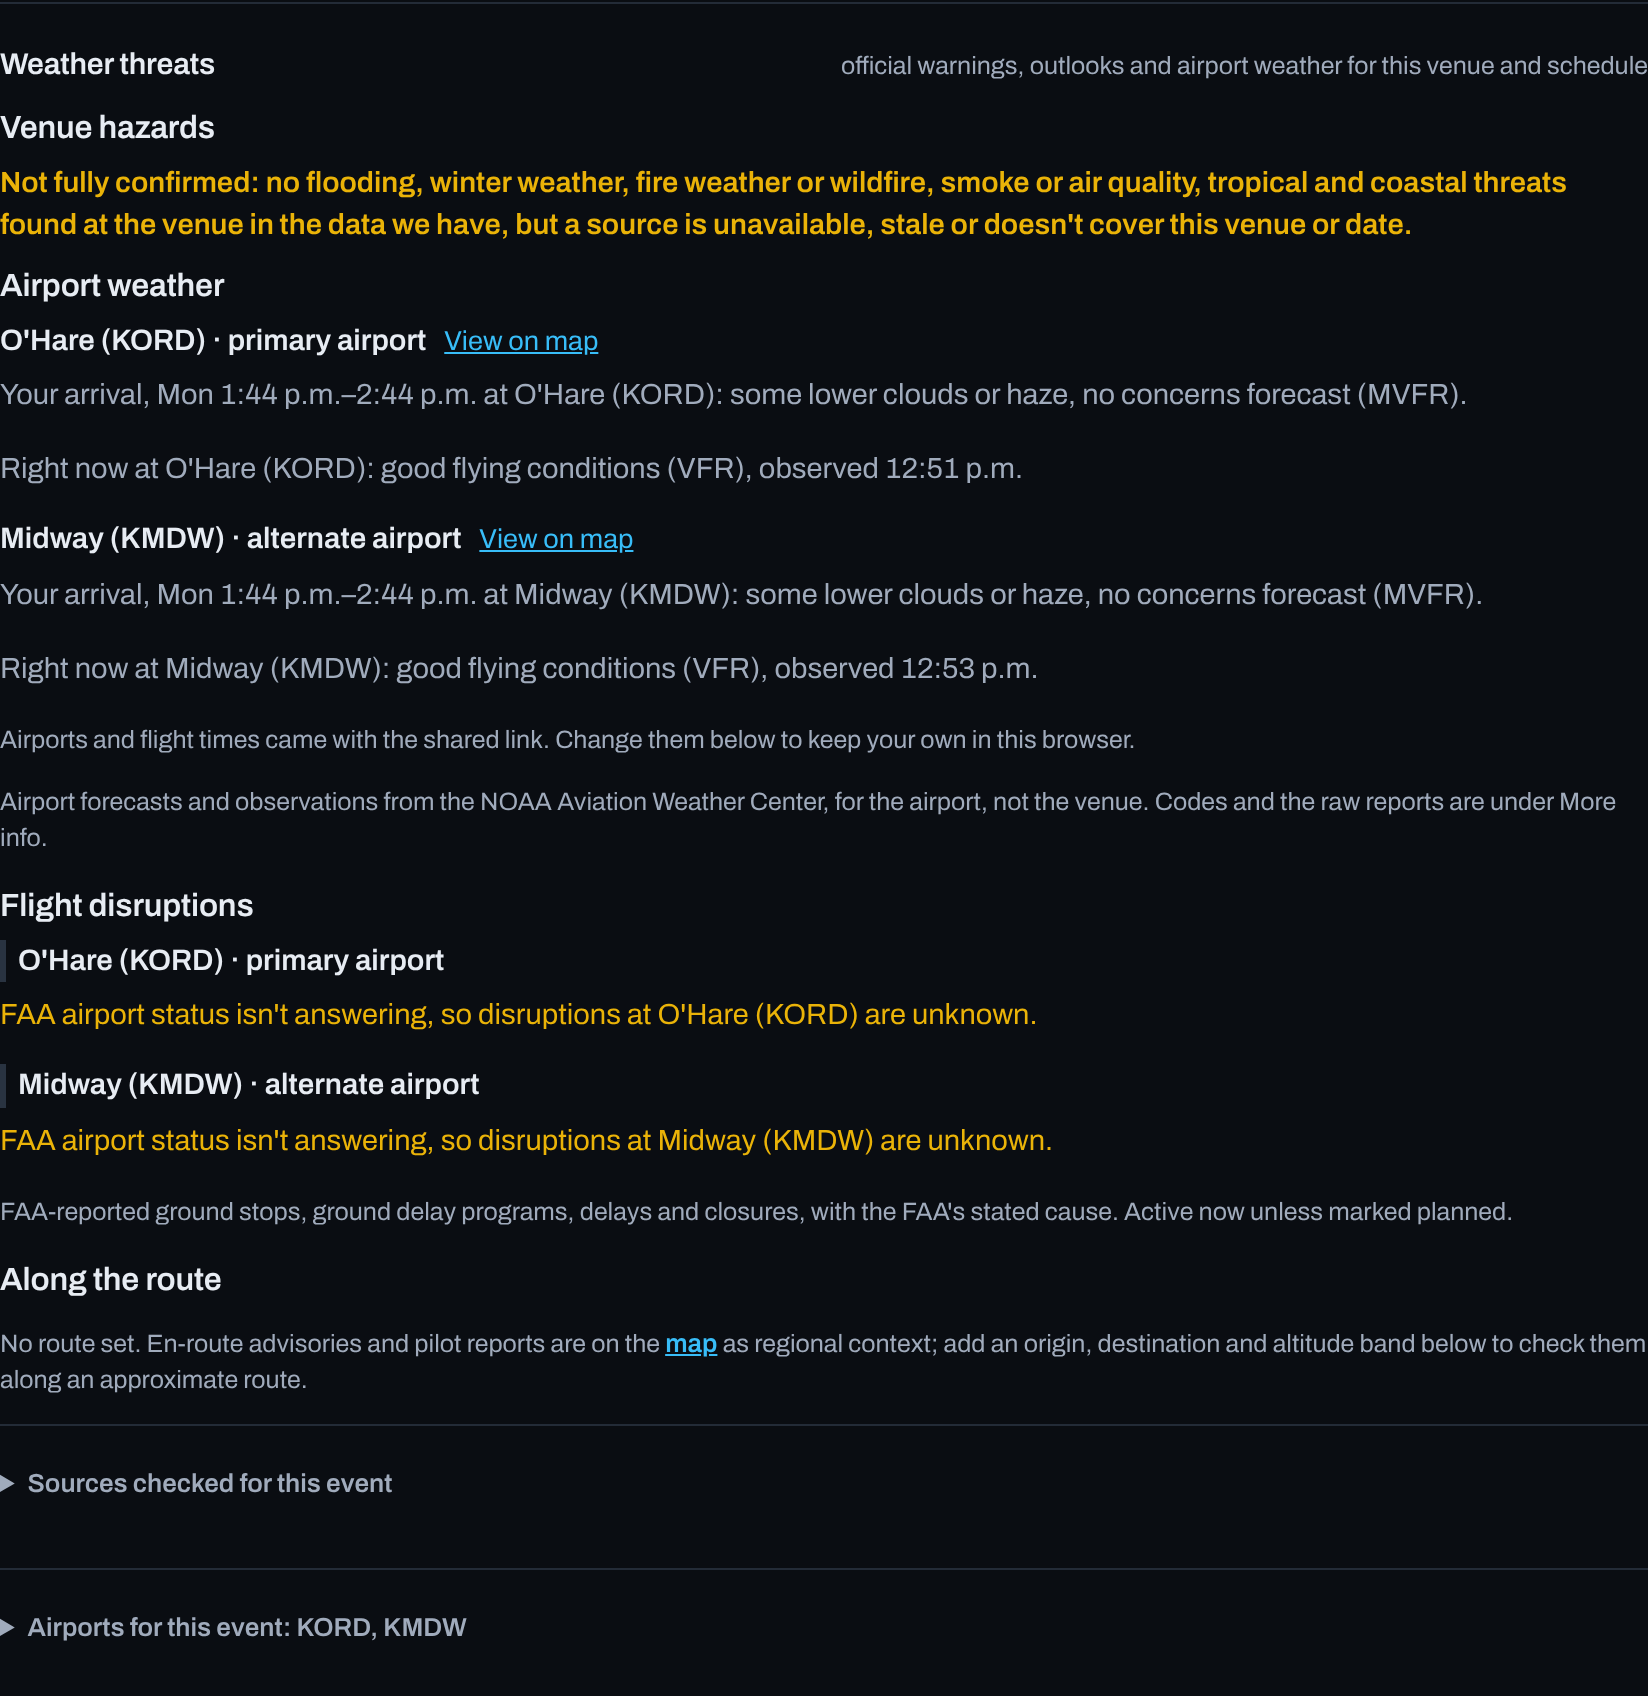 Weather threats
official warnings, outlooks and airport weather for this venue and schedule
Venue hazards
Not fully confirmed: no flooding, winter weather, fire weather or wildfire, smoke or air quality, tropical and coastal threats
found at the venue in the data we have, but a source is unavailable, stale or doesn't cover this venue or date.
Airport weather
O'Hare (KORD) · primary airport View on map
Your arrival, Mon 1:44 p.m.–2:44 p.m. at O'Hare (KORD): some lower clouds or haze, no concerns forecast (MVFR).
Right now at O'Hare (KORD): good flying conditions (VFR), observed 12:51 p.m.
Midway (KMDW) · alternate airport View on map
Your arrival, Mon 1:44 p.m.–2:44 p.m. at Midway (KMDW): some lower clouds or haze, no concerns forecast (MVFR).
Right now at Midway (KMDW): good flying conditions (VFR), observed 12:53 p.m.
Airports and flight times came with the shared link. Change them below to keep your own in this browser.
Airport forecasts and observations from the NOAA Aviation Weather Center, for the airport, not the venue. Codes and the raw reports are under More
info.
Flight disruptions
O'Hare (KORD) · primary airport
FAA airport status isn't answering, so disruptions at O'Hare (KORD) are unknown.
Midway (KMDW) · alternate airport
FAA airport status isn't answering, so disruptions at Midway (KMDW) are unknown.
FAA-reported ground stops, ground delay programs, delays and closures, with the FAA's stated cause. Active now unless marked planned.
Along the route
No route set. En-route advisories and pilot reports are on the map as regional context; add an origin, destination and altitude band below to check them
along an approximate route.
Sources checked for this event
Airports for this event: KORD, KMDW